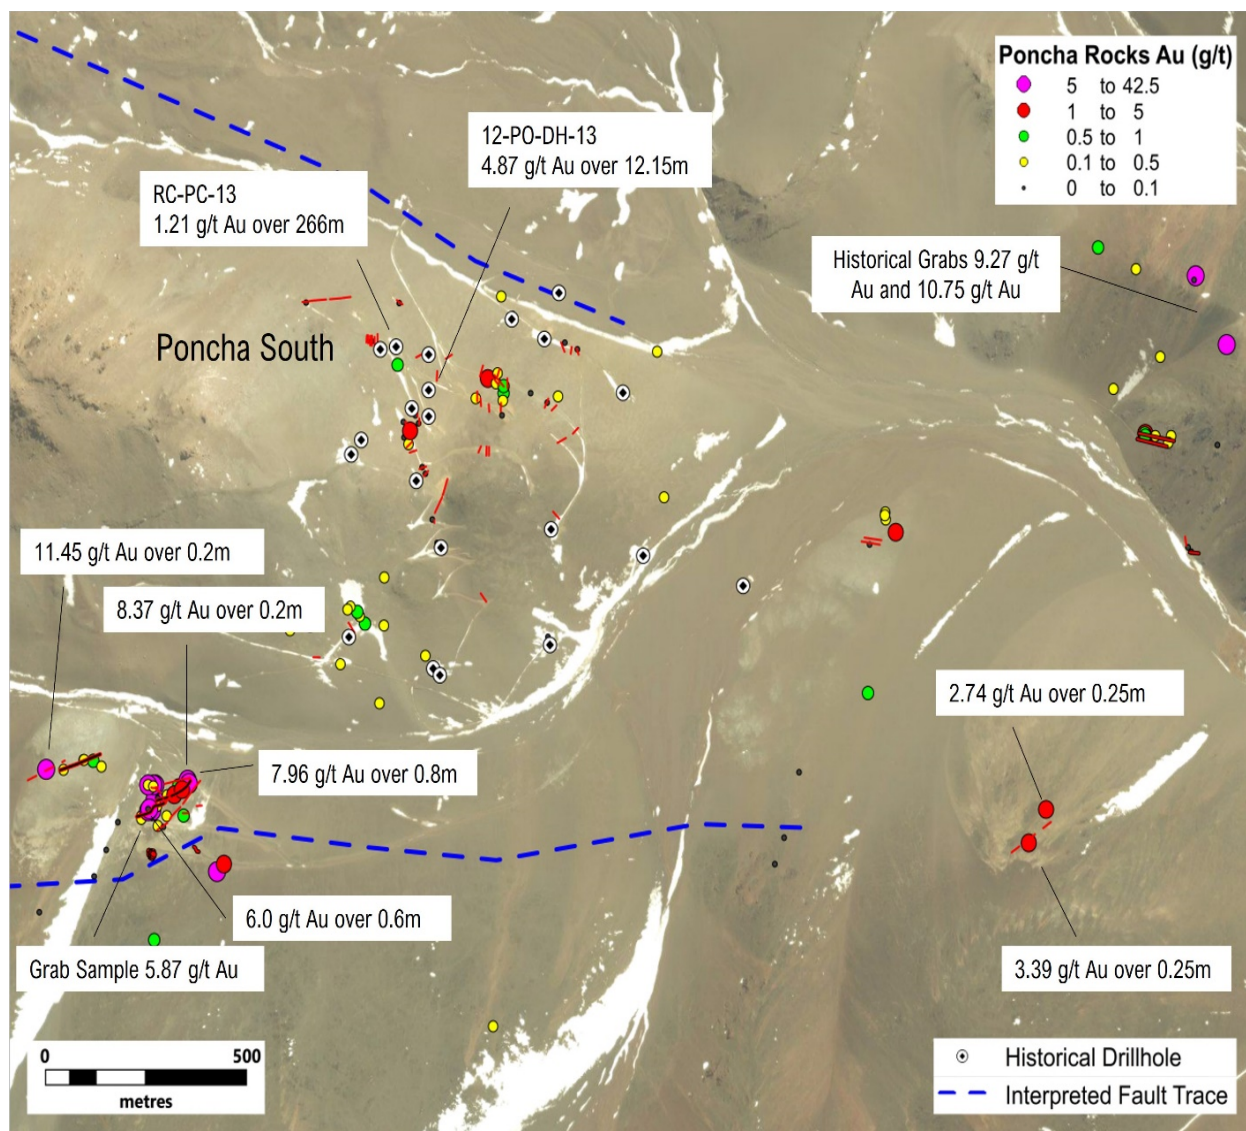 Poncha Rocks Au (g/t)
5 to 42.5
1 to 5
0.5 to 1
0.1 to 0.5
0 to 0.1
12-PO-DH-13
4.87 g/t Au over 12.15m
RC-PC-13
1.21 g/t Au over 266m
Historical Grabs 9.27 g/t
Au and 10.75 g/t Au
Poncha South
11.45 g/t Au over 0.2m
8.37 g/t Au over 0.2m
2.74 g/t Au over 0.25m
7.96 g/t Au over 0.8m
6.0 g/t Au over 0.6m
Grab Sample 5.87 g/t Au
3.39 g/t Au over 0.25m
0 500
metres
Historical Drillhole
Interpreted Fault Trace